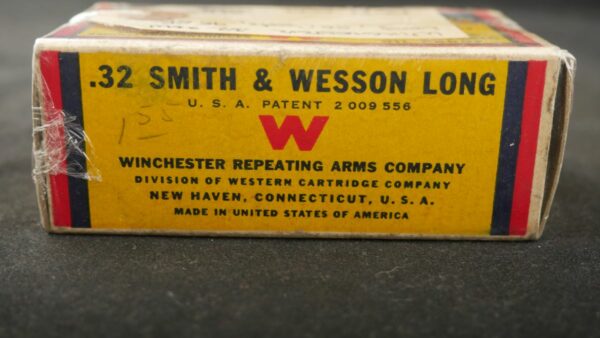 .32 SMITH & WESSON LONG
U. S. A. PATENT 2 009 556
W
WINCHESTER REPEATING ARMS COMPANY
DIVISION OF WESTERN CARTRIDGE COMPANY
NEW HAVEN, CONNECTICUT, U. S. A.
MADE IN UNITED STATES OF AMERICA